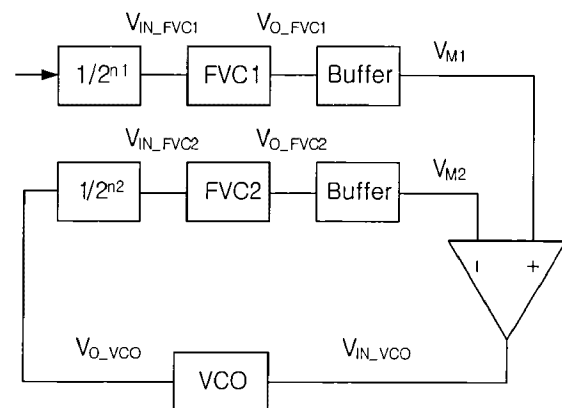 V_IN_FVC1 V_O_FVC1
V_M1
1/2^n1 FVC1 Buffer
V_IN_FVC2 V_O_FVC2
V_M2
1/2^n2 FVC2 Buffer
- +
V_O_VCO V_IN_VCO
VCO